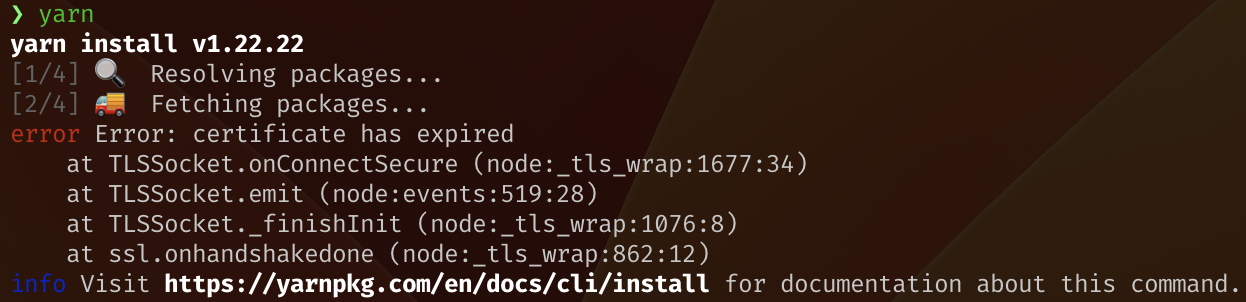 ❯ yarn
yarn install v1.22.22
[1/4] 🔍 Resolving packages...
[2/4] 🚚 Fetching packages...
error Error: certificate has expired
    at TLSSocket.onConnectSecure (node:_tls_wrap:1677:34)
    at TLSSocket.emit (node:events:519:28)
    at TLSSocket._finishInit (node:_tls_wrap:1076:8)
    at ssl.onhandshakedone (node:_tls_wrap:862:12)
info Visit https://yarnpkg.com/en/docs/cli/install for documentation about this command.